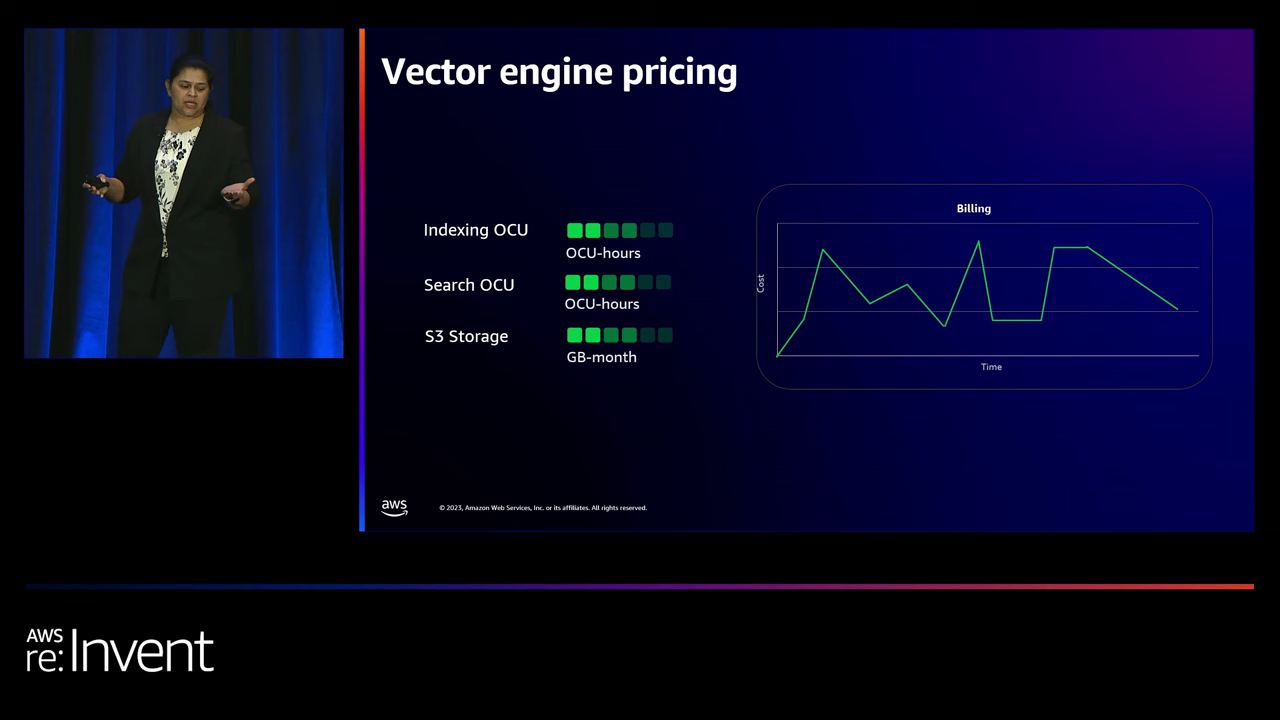 Vector engine pricing
Indexing OCU
OCU-hours
Search OCU
OCU-hours
S3 Storage
GB-month
Billing
Cost
Time
aws
© 2023, Amazon Web Services, Inc. or its affiliates. All rights reserved.
AWS
re:Invent